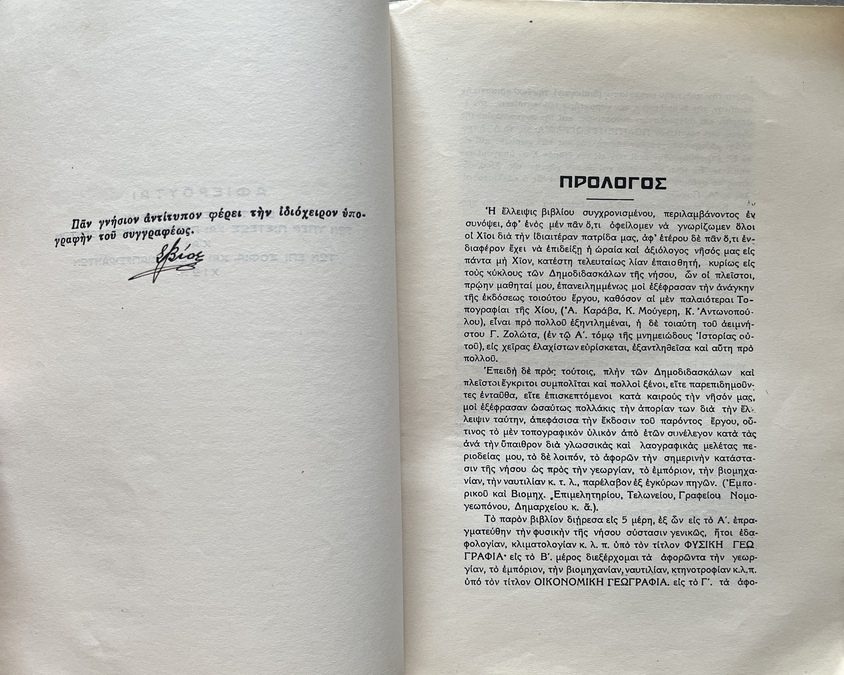 Πᾶν γνήσιον ἀντίτυπον φέρει τὴν ἰδιόχειρον ὑπο-
γραφὴν τοῦ συγγραφέως.
ΠΡΟΛΟΓΟΣ
Ἡ ἔλλειψις βιβλίου συγχρονισμένου, περιλαμβάνοντος ἐν
συνόψει, ἀφ' ἑνὸς μὲν πᾶν ὅ,τι ὀφείλομεν νὰ γνωρίζωμεν ὅλοι
οἱ Χῖοι διὰ τὴν ἰδιαιτέραν πατρίδα μας, ἀφ' ἑτέρου δὲ πᾶν ὅ,τι ἐν-
διαφέρον ἔχει νὰ ἐπιδείξῃ ἡ ὡραία καὶ ἀξιόλογος νῆσός μας εἰς
πάντα μὴ Χῖον, κατέστη τελευταίως λίαν ἐπαισθητή, κυρίως εἰς
τοὺς κύκλους τῶν Δημοδιδασκάλων τῆς νήσου, ὧν οἱ πλεῖστοι,
πρῴην μαθηταί μου, ἐπανειλημμένως μοὶ ἐξέφρασαν τὴν ἀνάγκην
τῆς ἐκδόσεως τοιούτου ἔργου, καθόσον αἱ μὲν παλαιότεραι Το-
πογραφίαι τῆς Χίου, (Ἀ. Καράβα, Κ. Μούγερη, Κ. Ἀντωνοπού-
λου), εἶναι πρὸ πολλοῦ ἐξηντλημέναι, ἡ δὲ τοιαύτη τοῦ ἀειμνή-
στου Γ. Ζολώτα, (ἐν τῷ Α΄. τόμῳ τῆς μνημειώδους Ἱστορίας αὐ-
τοῦ), εἰς χεῖρας ἐλαχίστων εὑρίσκεται, ἐξαντληθεῖσα καὶ αὕτη πρὸ
πολλοῦ.
Ἐπειδὴ δὲ πρὸς τούτοις, πλὴν τῶν Δημοδιδασκάλων καὶ
πλεῖστοι ἔγκριτοι συμπολῖται καὶ πολλοὶ ξένοι, εἴτε παρεπιδημοῦν-
τες ἐνταῦθα, εἴτε ἐπισκεπτόμενοι κατὰ καιροὺς τὴν νῆσόν μας,
μοὶ ἐξέφρασαν ὡσαύτως πολλάκις τὴν ἀπορίαν των διὰ τὴν ἔλ-
λειψιν ταύτην, ἀπεφάσισα τὴν ἔκδοσιν τοῦ παρόντος ἔργου, οὗ-
τινος τὸ μὲν τοπογραφικὸν ὑλικὸν ἀπὸ ἐτῶν συνέλεγον κατὰ τὰς
ἀνὰ τὴν ὕπαιθρον διὰ γλωσσικὰς καὶ λαογραφικὰς μελέτας πε-
ριοδείας μου, τὸ δὲ λοιπόν, τὸ ἀφορῶν τὴν σημερινὴν κατάστα-
σιν τῆς νήσου ὡς πρὸς τὴν γεωργίαν, τὸ ἐμπόριον, τὴν βιομηχα-
νίαν, τὴν ναυτιλίαν κ. τ. λ., παρέλαβον ἐξ ἐγκύρων πηγῶν. (Ἐμπο-
ρικοῦ καὶ Βιομηχ. Ἐπιμελητηρίου, Τελωνείου, Γραφείου Νομο-
γεωπόνου, Δημαρχείου κ. ἄ.).
Τὸ παρὸν βιβλίον διῄρεσα εἰς 5 μέρη, ἐξ ὧν εἰς τὸ Α΄. ἐπρα-
γματεύθην τὴν φυσικὴν τῆς νήσου σύστασιν γενικῶς, ἤτοι ἐδα-
φολογίαν, κλιματολογίαν κ. λ. π. ὑπὸ τὸν τίτλον ΦΥΣΙΚΗ ΓΕΩ
ΓΡΑΦΙΑ· εἰς τὸ Β΄. μέρος διεξέρχομαι τὰ ἀφορῶντα τὴν γεωρ-
γίαν, τὸ ἐμπόριον, τὴν βιομηχανίαν, ναυτιλίαν, κτηνοτροφίαν κ.λ.π.
ὑπὸ τὸν τίτλον ΟΙΚΟΝΟΜΙΚΗ ΓΕΩΓΡΑΦΙΑ. εἰς τὸ Γ΄. τὰ ἀφο-